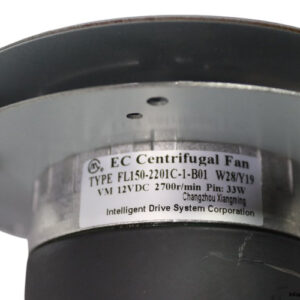 EC Centrifugal Fan
TYPE FL150-2201C-1-B01 W28/Y19
VM 12VDC 2700r/min Pin: 33W
Changzhou Xiangming
Intelligent Drive System Corporation